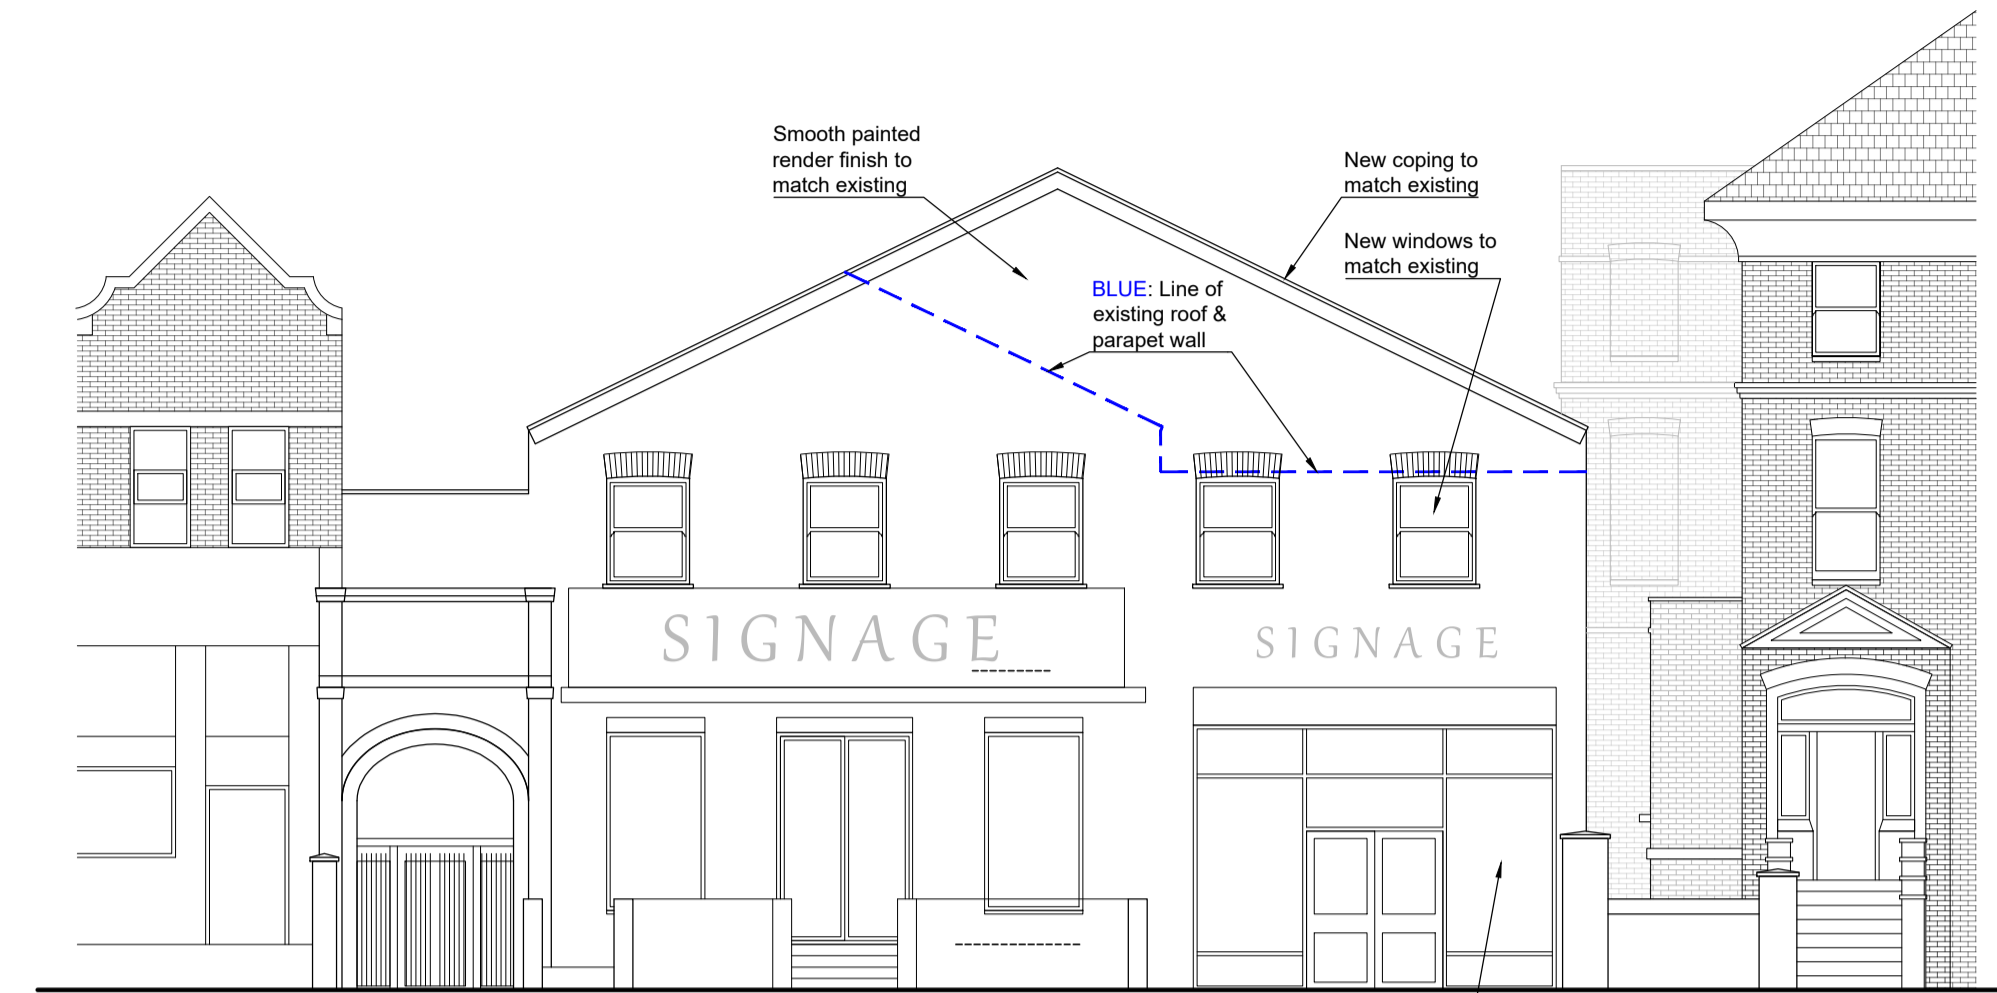 Smooth painted
render finish to
match existing
New coping to
match existing
New windows to
match existing
BLUE: Line of
existing roof &
parapet wall
SIGNAGE
SIGNAGE